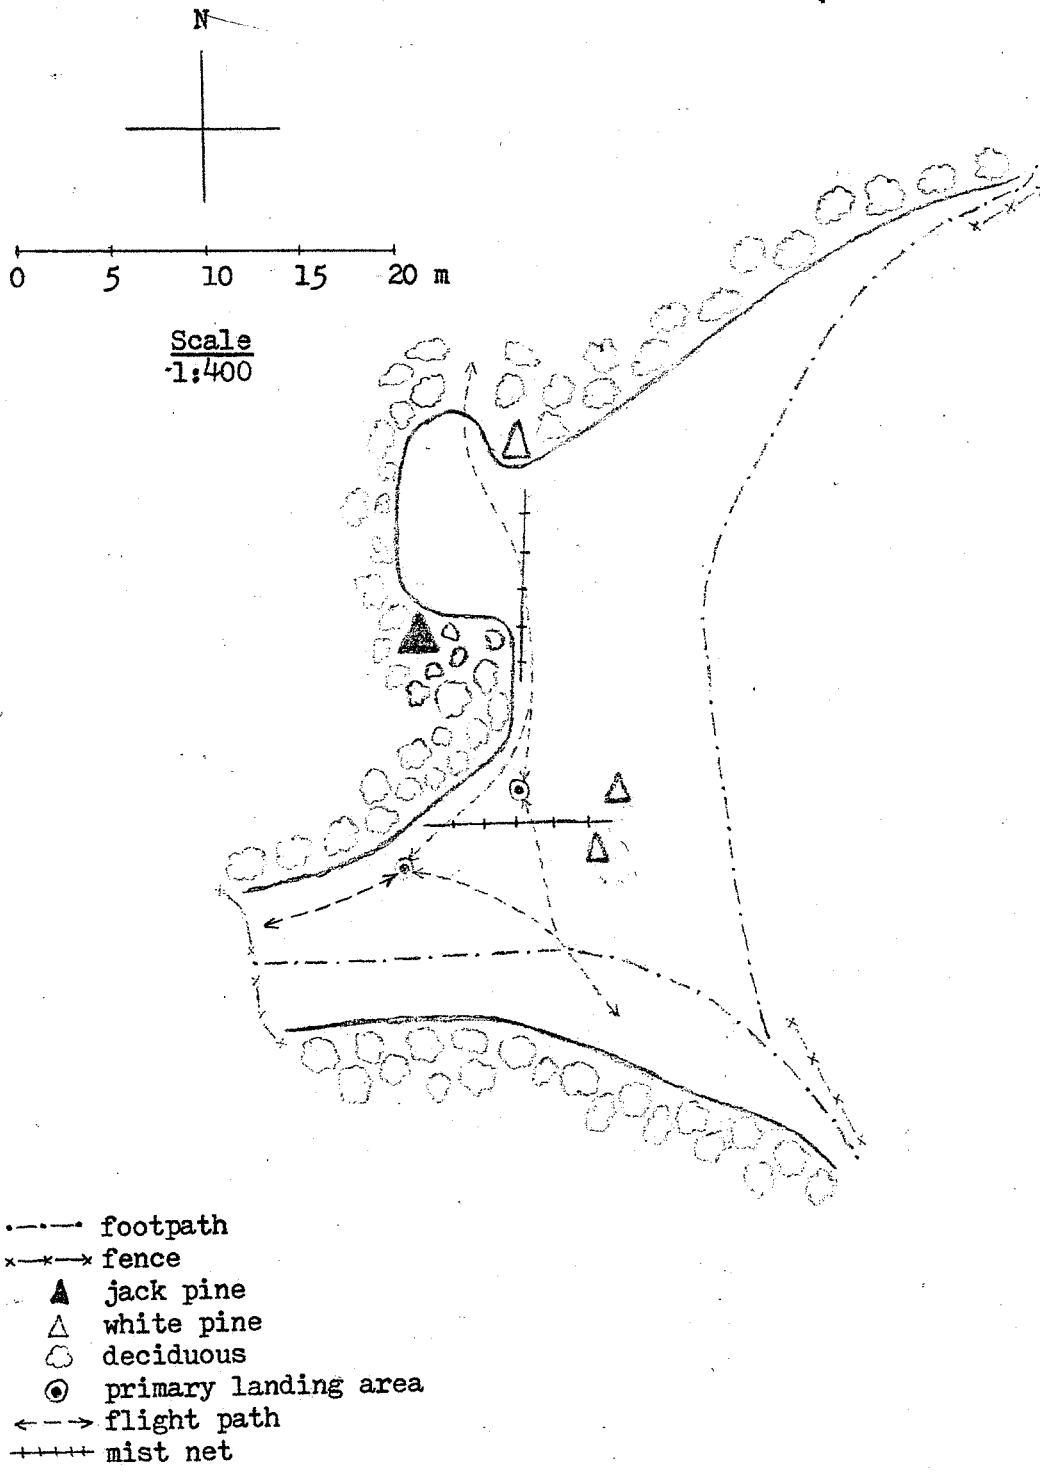 N
0 5 10 15 20 m
Scale
1:400
footpath
fence
jack pine
white pine
deciduous
primary landing area
flight path
mist net